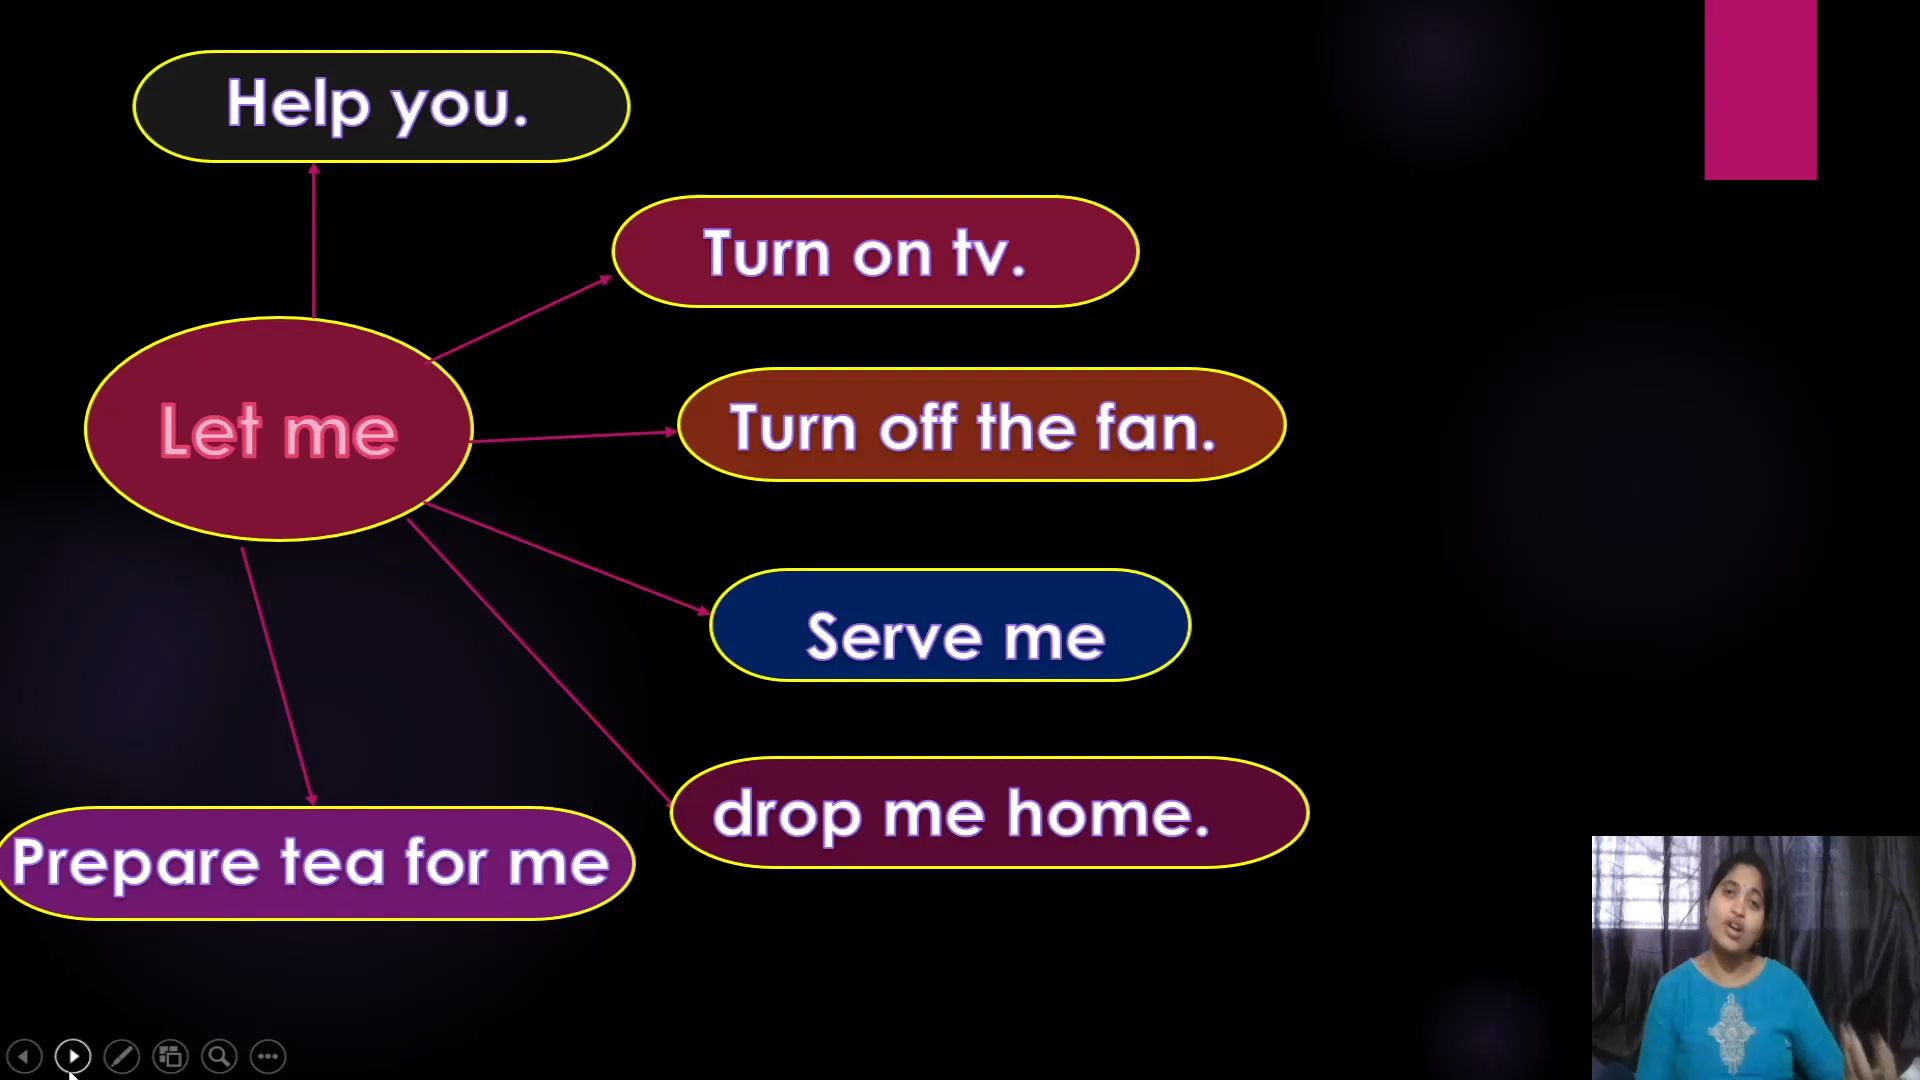 Help you.
Turn on tv.
Let me
Turn off the fan.
Serve me
drop me home.
Prepare tea for me